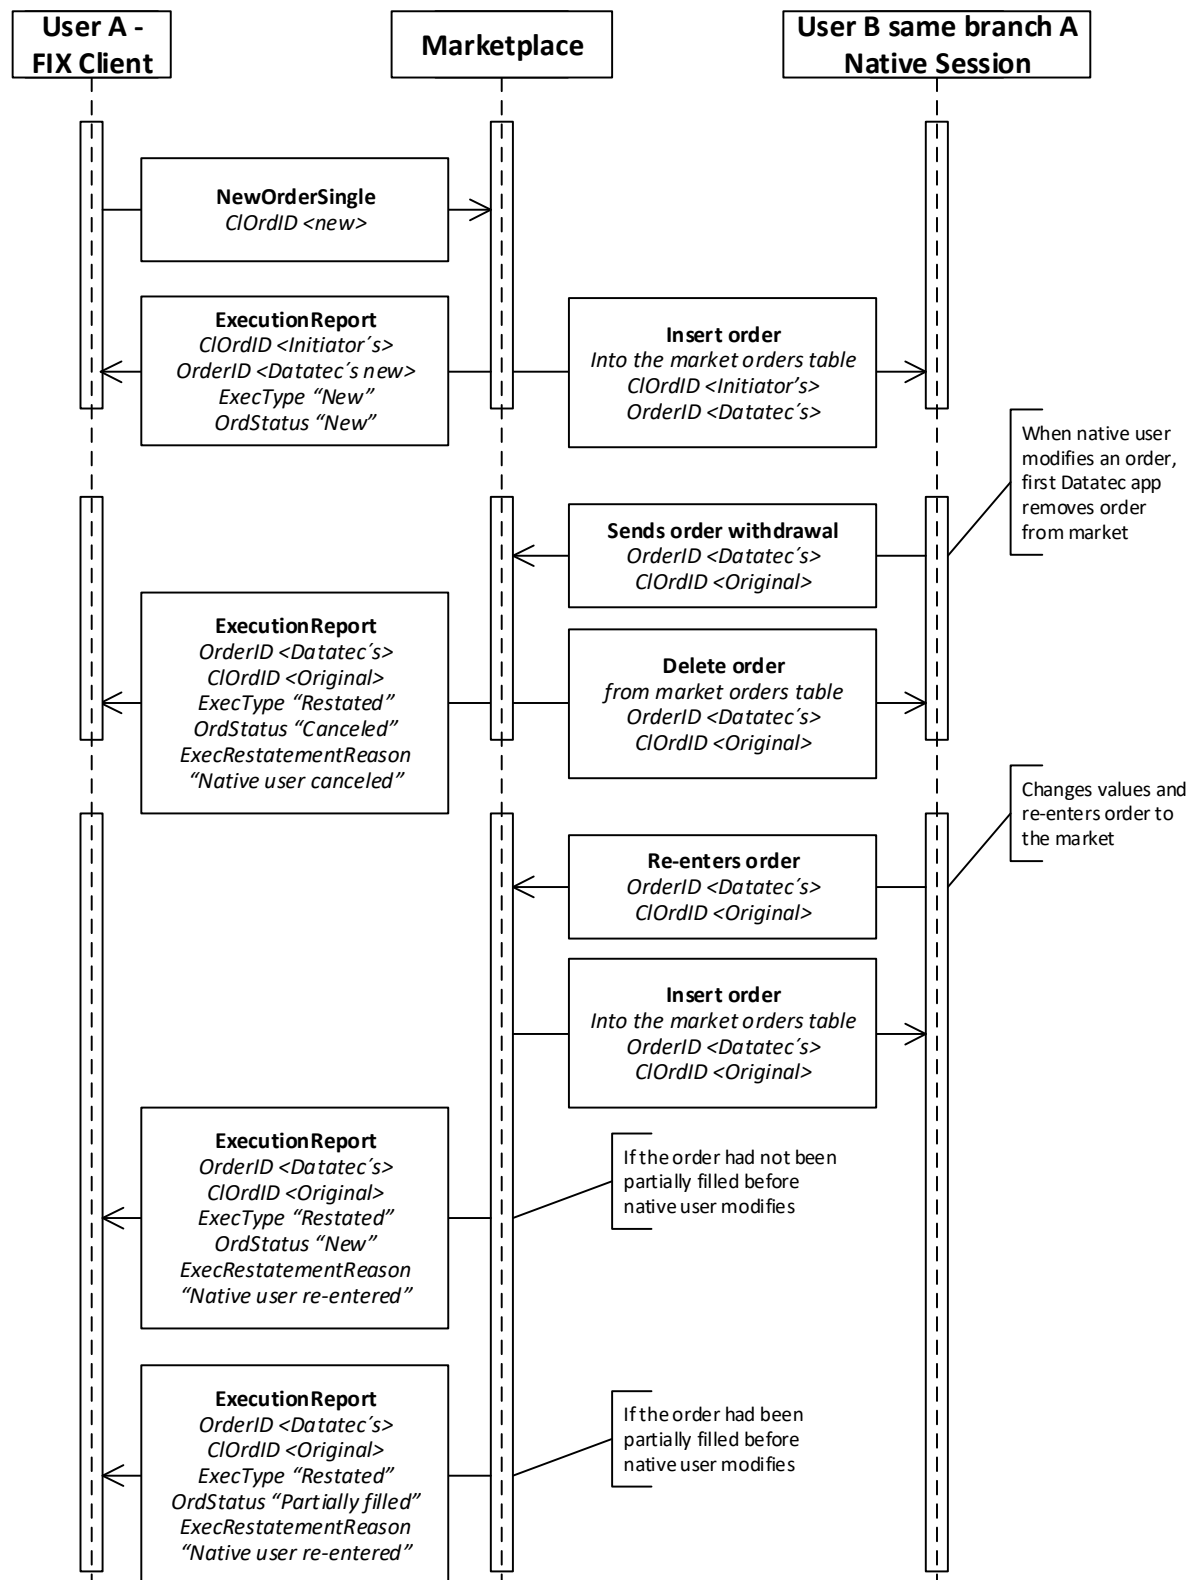 User A -
FIX Client
Marketplace
User B same branch A
Native Session
NewOrderSingle
ClOrdID <new>
ExecutionReport
ClOrdID <Initiator´s>
OrderID <Datatec´s new>
ExecType “New”
OrdStatus “New”
Insert order
Into the market orders table
ClOrdID <Initiator’s>
OrderID <Datatec´s>
When native user
modifies an order,
first Datatec app
removes order
from market
Sends order withdrawal
OrderID <Datatec´s>
ClOrdID <Original>
ExecutionReport
OrderID <Datatec´s>
ClOrdID <Original>
ExecType “Restated”
OrdStatus “Canceled”
ExecRestatementReason
“Native user canceled”
Delete order
from market orders table
OrderID <Datatec´s>
ClOrdID <Original>
Changes values and
re-enters order to
the market
Re-enters order
OrderID <Datatec´s>
ClOrdID <Original>
Insert order
Into the market orders table
OrderID <Datatec´s>
ClOrdID <Original>
ExecutionReport
OrderID <Datatec´s>
ClOrdID <Original>
ExecType “Restated”
OrdStatus “New”
ExecRestatementReason
“Native user re-entered”
If the order had not been
partially filled before
native user modifies
ExecutionReport
OrderID <Datatec´s>
ClOrdID <Original>
ExecType “Restated”
OrdStatus “Partially filled”
ExecRestatementReason
“Native user re-entered”
If the order had been
partially filled before
native user modifies